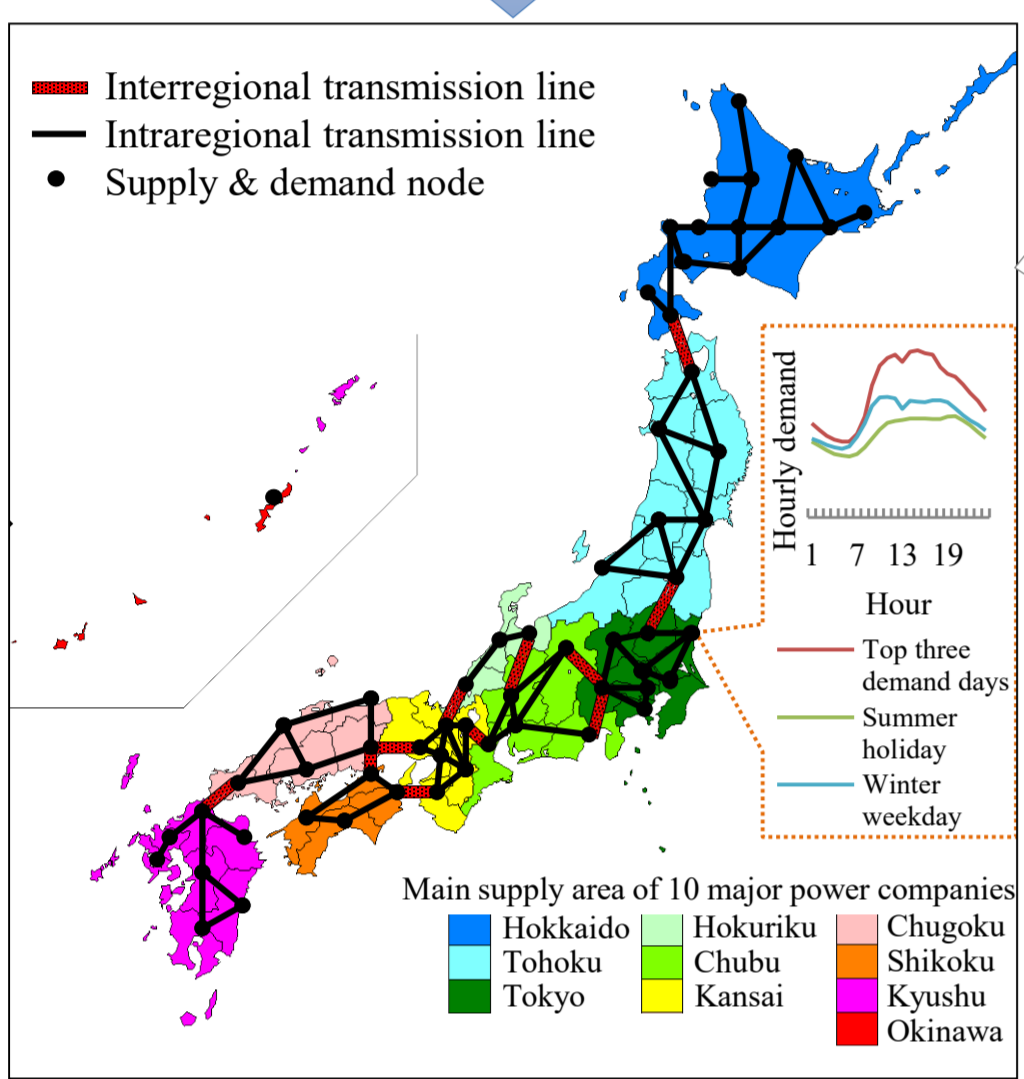 Interregional transmission line
Intraregional transmission line
Supply & demand node
Hourly demand
1 7 13 19
Hour
Top three
demand days
Summer
holiday
Winter
weekday
Main supply area of 10 major power companies
Hokkaido
Tohoku
Tokyo
Hokuriku
Chubu
Kansai
Chugoku
Shikoku
Kyushu
Okinawa